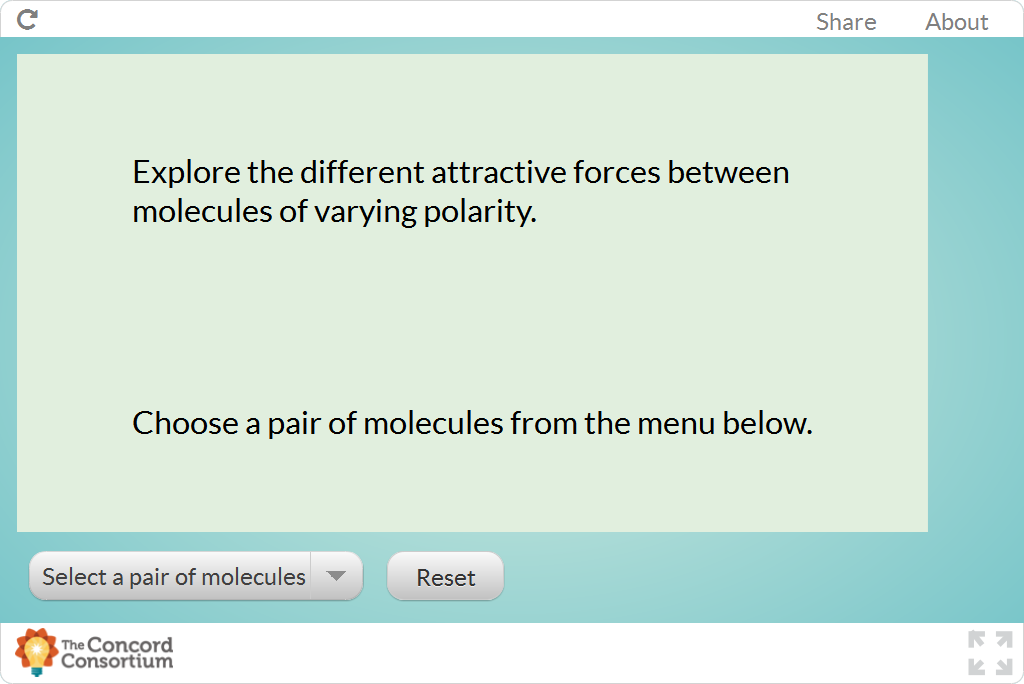 Share About
Explore the different attractive forces between
molecules of varying polarity.
Choose a pair of molecules from the menu below.
Select a pair of molecules Reset
The Concord
Consortium